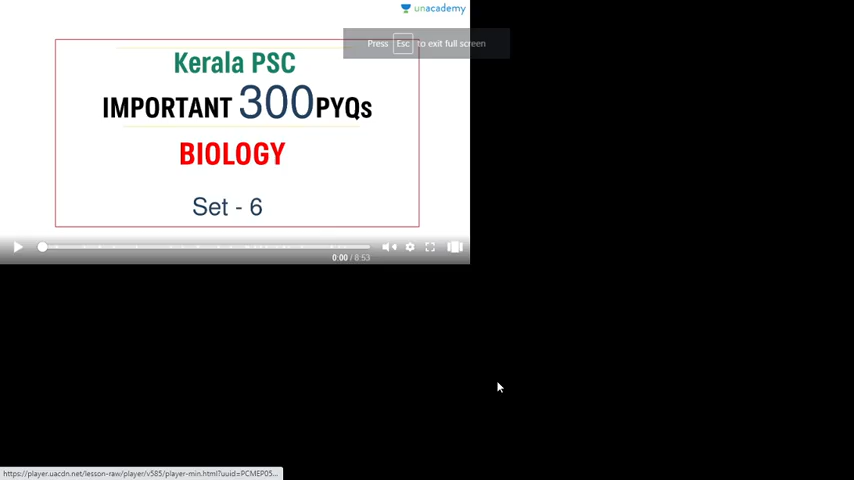 unacademy
Press Esc to exit full screen
Kerala PSC
IMPORTANT 300PYQs
BIOLOGY
Set - 6
0:00 / 8:53
https://player.uacdn.net/lesson-raw/player/v585/player-min.html?uuid=PCMEP05...